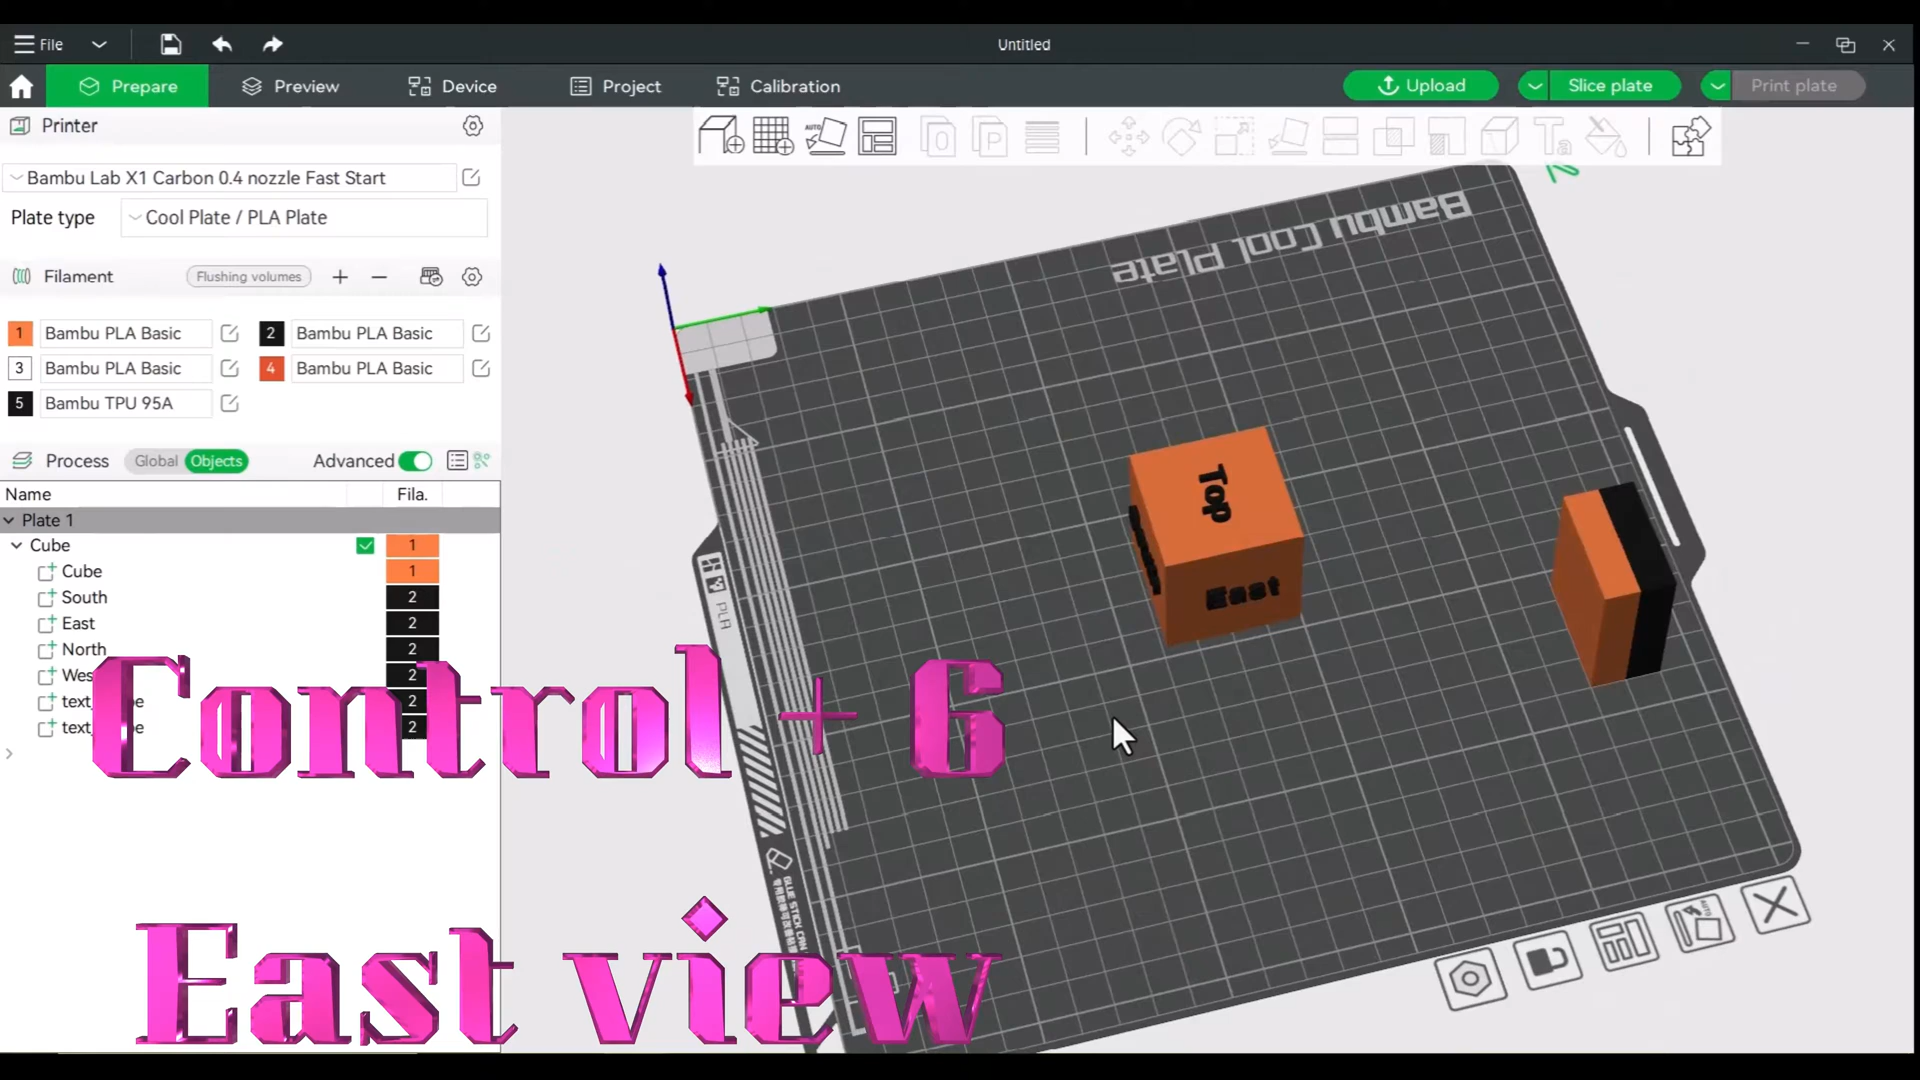 File
Untitled
Prepare
Preview
Device
Project
Calibration
Upload
Slice plate
Print plate
Printer
Bambu Lab X1 Carbon 0.4 nozzle Fast Start
Plate type
Cool Plate / PLA Plate
Filament
Flushing volumes
1 Bambu PLA Basic
2 Bambu PLA Basic
3 Bambu PLA Basic
4 Bambu PLA Basic
5 Bambu TPU 95A
Process
Global Objects
Advanced
Name Fila.
Plate 1
Cube 1
Cube 1
South 2
East 2
North 2
2
2
2
AUTO
Bambu Cool Plate
Top
East
PLA
Control + 6
East view